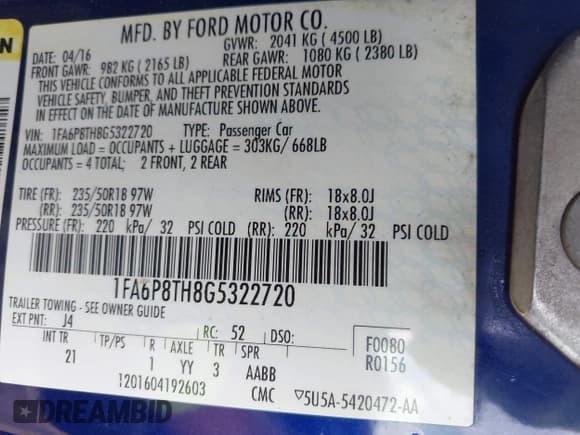 N
MFD. BY FORD MOTOR CO.
DATE: 04/16 GVWR: 2041 KG ( 4500 LB)
FRONT GAWR: 982 KG ( 2165 LB) REAR GAWR: 1080 KG ( 2380 LB)
THIS VEHICLE CONFORMS TO ALL APPLICABLE FEDERAL MOTOR
VEHICLE SAFETY, BUMPER, AND THEFT PREVENTION STANDARDS
IN EFFECT ON THE DATE OF MANUFACTURE SHOWN ABOVE.
VIN: 1FA6P8TH8G5322720 TYPE: Passenger Car
MAXIMUM LOAD = OCCUPANTS + LUGGAGE = 303KG/ 668LB
OCCUPANTS = 4 TOTAL; 2 FRONT, 2 REAR
TIRE (FR): 235/50R18 97W RIMS (FR): 18x8.0J
(RR): 235/50R18 97W (RR): 18x8.0J
PRESSURE (FR): 220 kPa/ 32 PSI COLD (RR): 220 kPa/ 32 PSI COLD
1FA6P8TH8G5322720
TRAILER TOWING - SEE OWNER GUIDE
EXT PNT: J4 RC: 52 DSO: F0080
INT TR TP/PS R AXLE TR SPR R0156
21 1 YY 3 AABB
1201604192603 CMC ▽5U5A-5420472-AA
DREAMBID